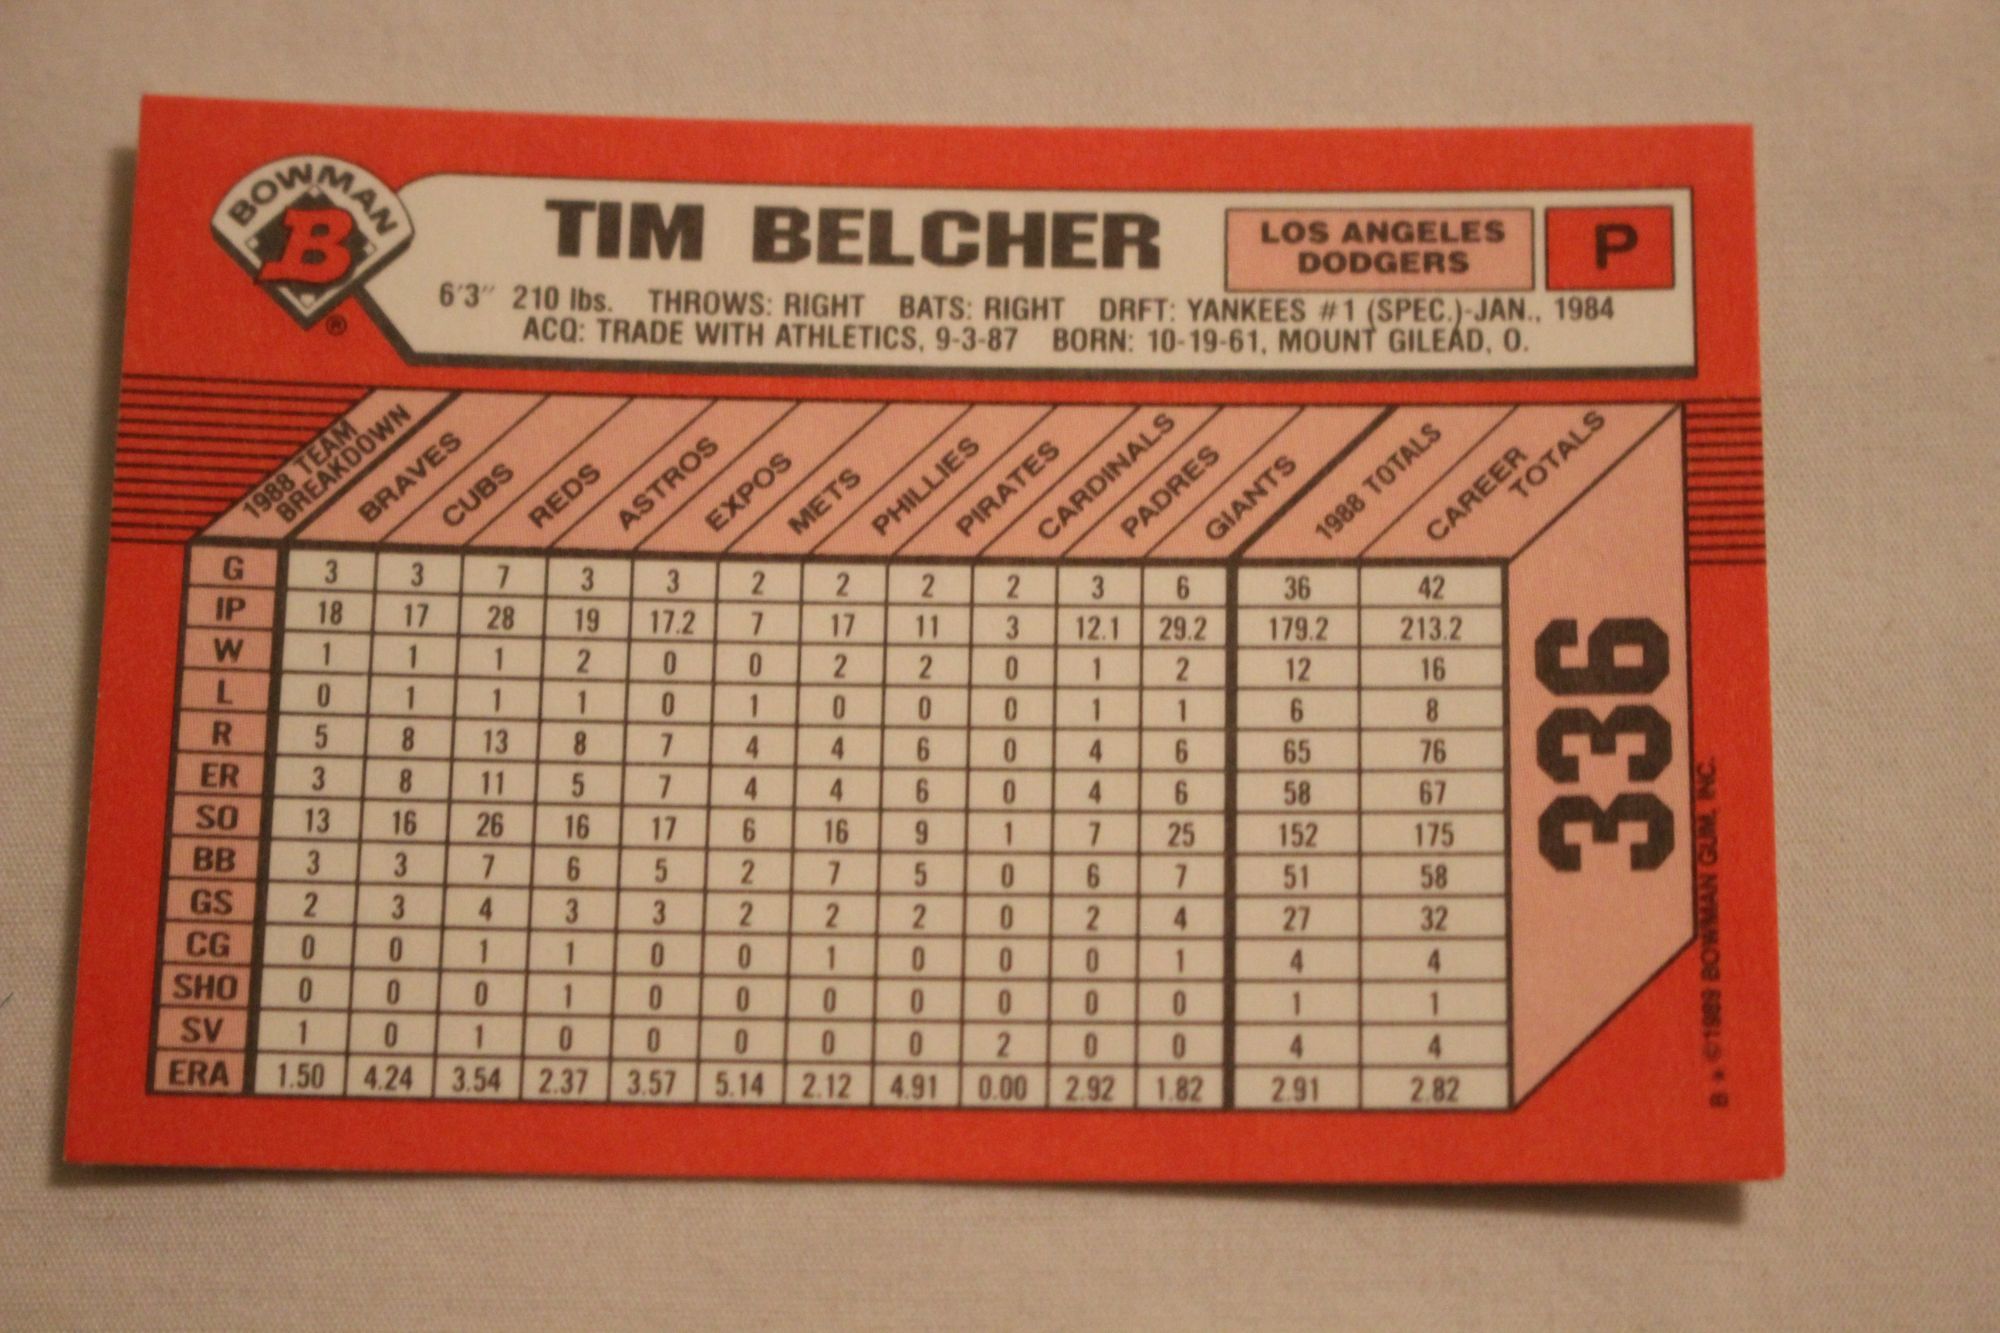 BOWMAN
B
®
TIM BELCHER
LOS ANGELES
DODGERS
P
6'3" 210 lbs. THROWS: RIGHT BATS: RIGHT DRFT: YANKEES #1 (SPEC.)-JAN., 1984
ACQ: TRADE WITH ATHLETICS, 9-3-87 BORN: 10-19-61, MOUNT GILEAD, O.
1988 TEAM
BREAKDOWN
BRAVES
CUBS
REDS
ASTROS
EXPOS
METS
PHILLIES
PIRATES
CARDINALS
PADRES
GIANTS
1988 TOTALS
CAREER
TOTALS
G 3 3 7 3 3 2 2 2 2 3 6 36 42
IP 18 17 28 19 17.2 7 17 11 3 12.1 29.2 179.2 213.2
W 1 1 1 2 0 0 2 2 0 1 2 12 16
L 0 1 1 1 0 1 0 0 0 1 1 6 8
R 5 8 13 8 7 4 4 6 0 4 6 65 76
ER 3 8 11 5 7 4 4 6 0 4 6 58 67
SO 13 16 26 16 17 6 16 9 1 7 25 152 175
BB 3 3 7 6 5 2 7 5 0 6 7 51 58
GS 2 3 4 3 3 2 2 2 0 2 4 27 32
CG 0 0 1 1 0 0 1 0 0 0 1 4 4
SHO 0 0 0 1 0 0 0 0 0 0 0 1 1
SV 1 0 1 0 0 0 0 0 2 0 0 4 4
ERA 1.50 4.24 3.54 2.37 3.57 5.14 2.12 4.91 0.00 2.92 1.82 2.91 2.82
336
B * ©1989 BOWMAN GUM, INC.